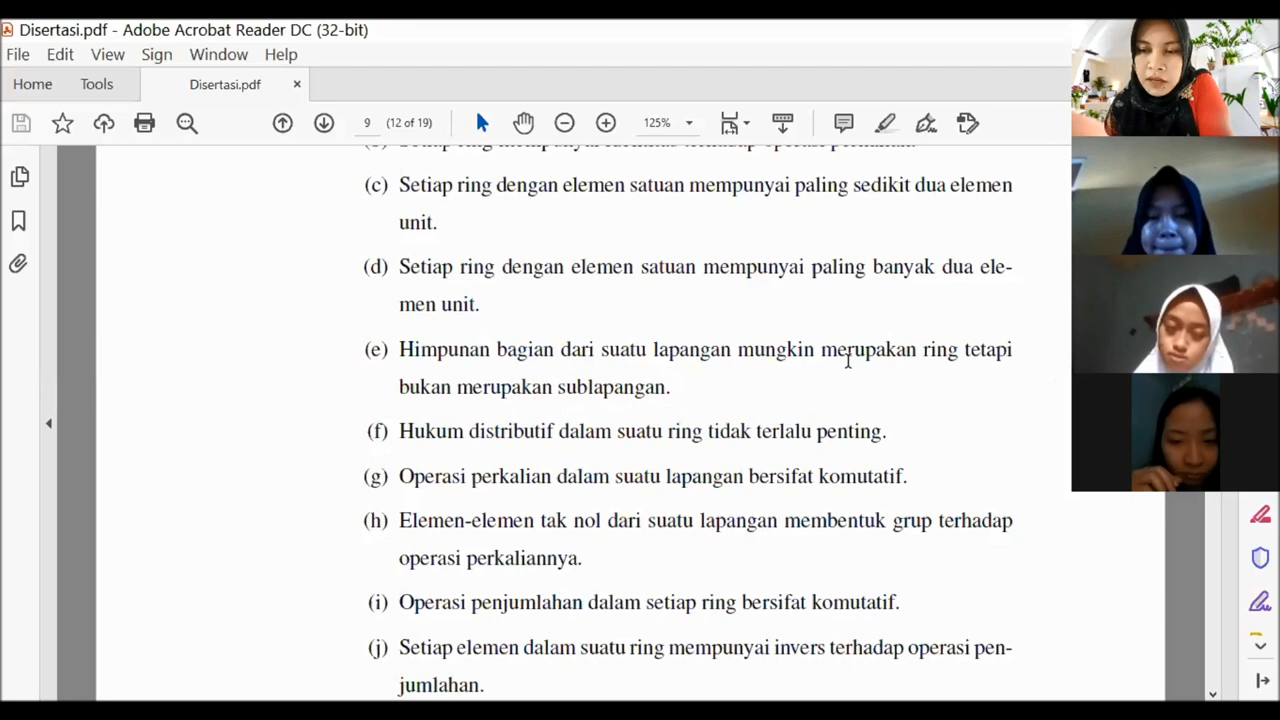 Disertasi.pdf - Adobe Acrobat Reader DC (32-bit)
File Edit View Sign Window Help
Home Tools Disertasi.pdf ×
9 (12 of 19) 125%
(c) Setiap ring dengan elemen satuan mempunyai paling sedikit dua elemen
unit.
(d) Setiap ring dengan elemen satuan mempunyai paling banyak dua ele-
men unit.
(e) Himpunan bagian dari suatu lapangan mungkin merupakan ring tetapi
bukan merupakan sublapangan.
(f) Hukum distributif dalam suatu ring tidak terlalu penting.
(g) Operasi perkalian dalam suatu lapangan bersifat komutatif.
(h) Elemen-elemen tak nol dari suatu lapangan membentuk grup terhadap
operasi perkaliannya.
(i) Operasi penjumlahan dalam setiap ring bersifat komutatif.
(j) Setiap elemen dalam suatu ring mempunyai invers terhadap operasi pen-
jumlahan.